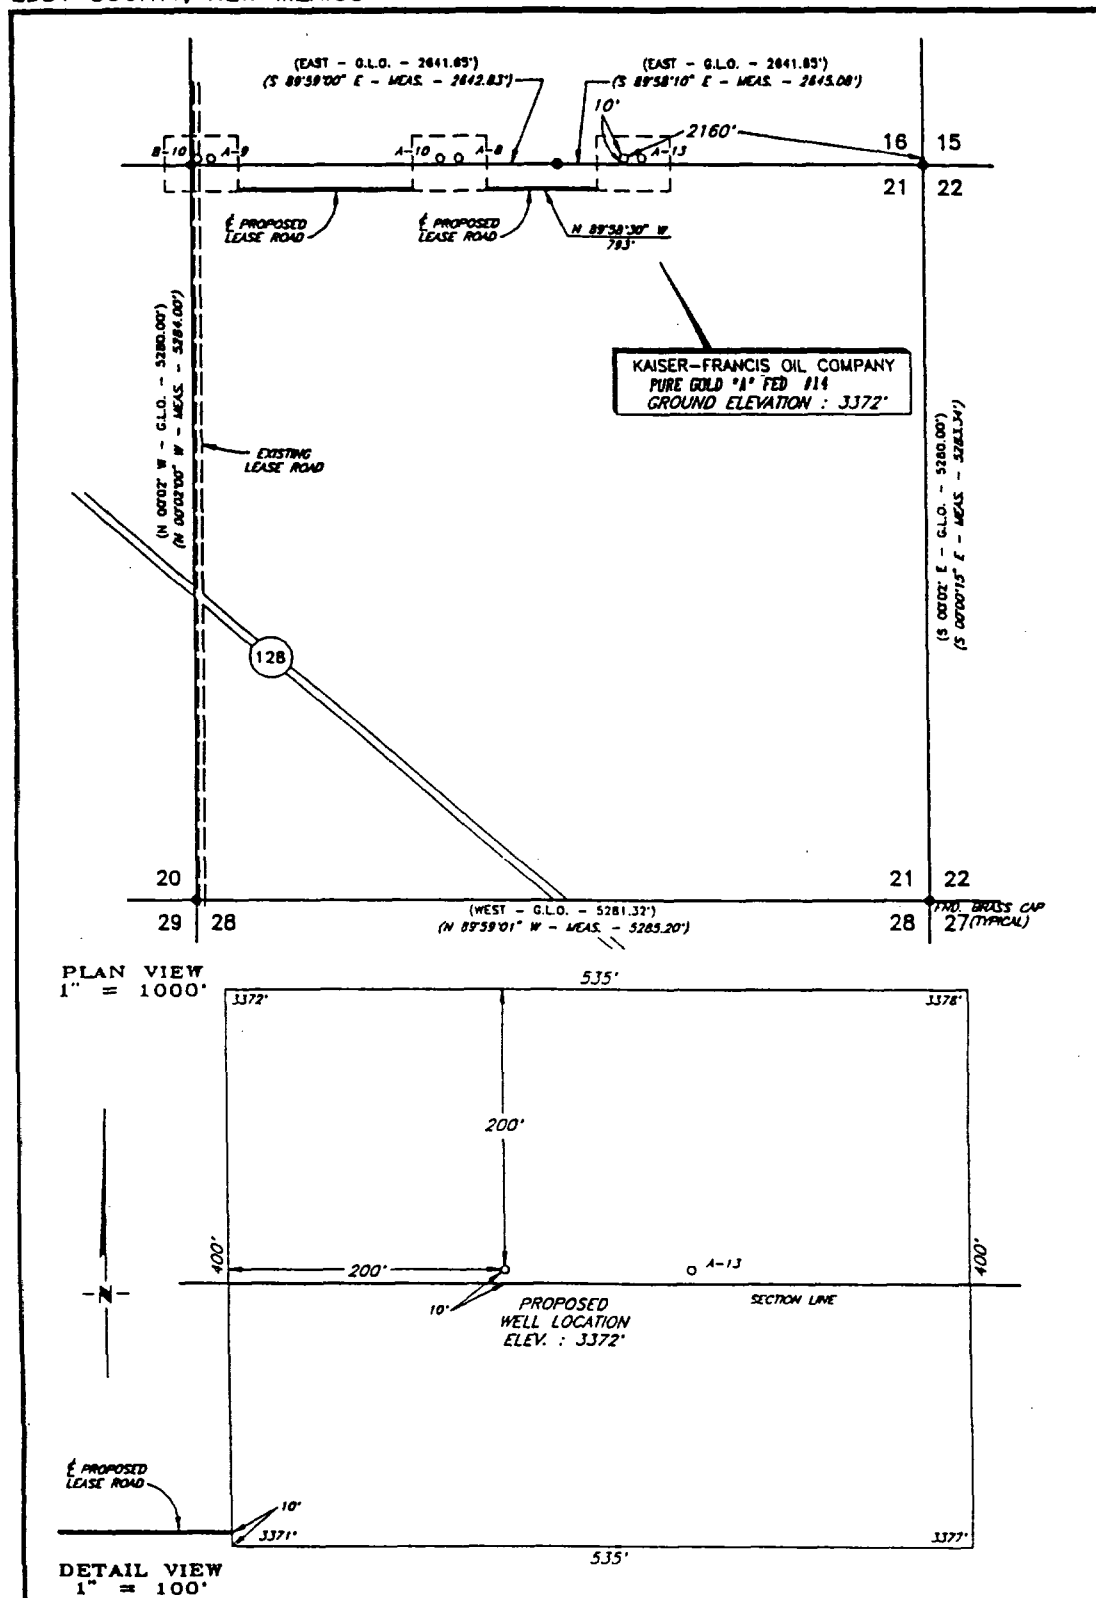 (EAST - G.L.O. - 2641.65')
(S 89°59'00" E - MEAS. - 2642.83')
(EAST - G.L.O. - 2641.65')
(S 89°58'10" E - MEAS. - 2645.08')
10'
2160'
B-10
A-9
A-10
A-8
A-13
16 15
21 22
℄ PROPOSED
LEASE ROAD
℄ PROPOSED
LEASE ROAD
N 89°58'30" W
793'
KAISER-FRANCIS OIL COMPANY
PURE GOLD "A" FED #14
GROUND ELEVATION : 3372'
(N 00°02' W - G.L.O. - 5280.00')
(N 00°02'00" W - MEAS. - 5284.00')
EXISTING
LEASE ROAD
(S 00°02' E - G.L.O. - 5280.00')
(S 00°00'15" E - MEAS. - 5283.34')
128
20
29 28
(WEST - G.L.O. - 5281.32')
(N 89°59'01" W - MEAS. - 5285.20')
21 22
28 27
FND. BRASS CAP
(TYPICAL)
PLAN VIEW
1" = 1000'
535'
3372'
3378'
200'
400'
200'
A-13
400'
-N-
10'
PROPOSED
WELL LOCATION
ELEV. : 3372'
SECTION LINE
℄ PROPOSED
LEASE ROAD
10'
3371'
3377'
535'
DETAIL VIEW
1" = 100'